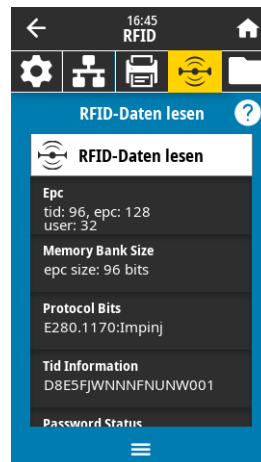 16:45
RFID
RFID-Daten lesen
?
RFID-Daten lesen
Epc
tid: 96, epc: 128
user: 32
Memory Bank Size
epc size: 96 bits
Protocol Bits
E280.1170:Impinj
Tid Information
D8E5FJWNNNFNUNW001
Password Status